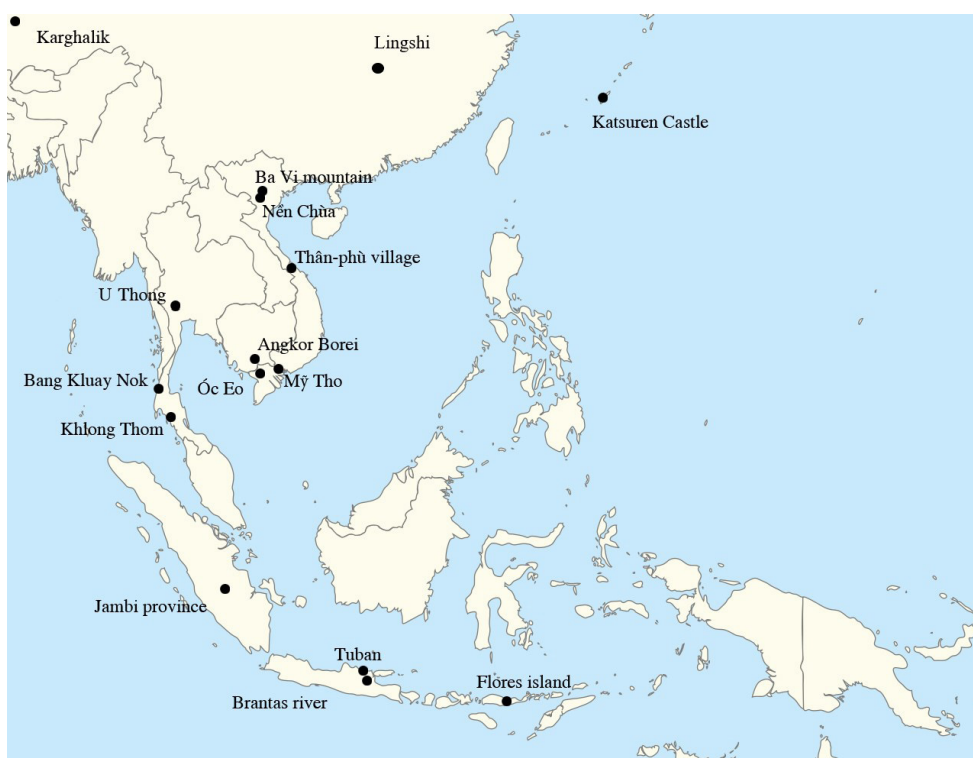 Karghalik
Lingshi
Katsuren Castle
Ba Vi mountain
Nền Chùa
Thân-phù village
U Thong
Angkor Borei
Bang Kluay Nok
Óc Eo
Mỹ Tho
Khlong Thom
Jambi province
Tuban
Flores island
Brantas river